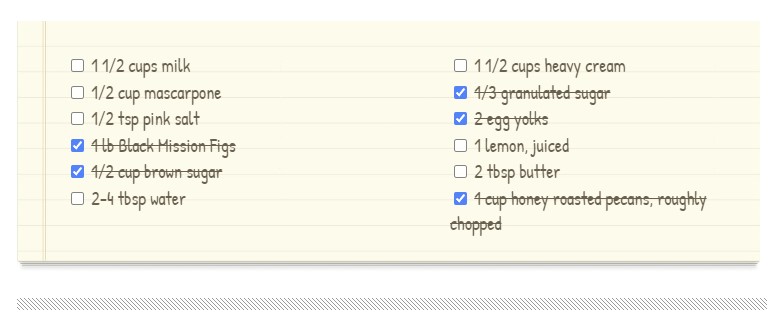 1 1/2 cups milk
1/2 cup mascarpone
1/2 tsp pink salt
1 lb Black Mission Figs
1/2 cup brown sugar
2-4 tbsp water
1 1/2 cups heavy cream
1/3 granulated sugar
2 egg yolks
1 lemon, juiced
2 tbsp butter
1 cup honey roasted pecans, roughly
chopped